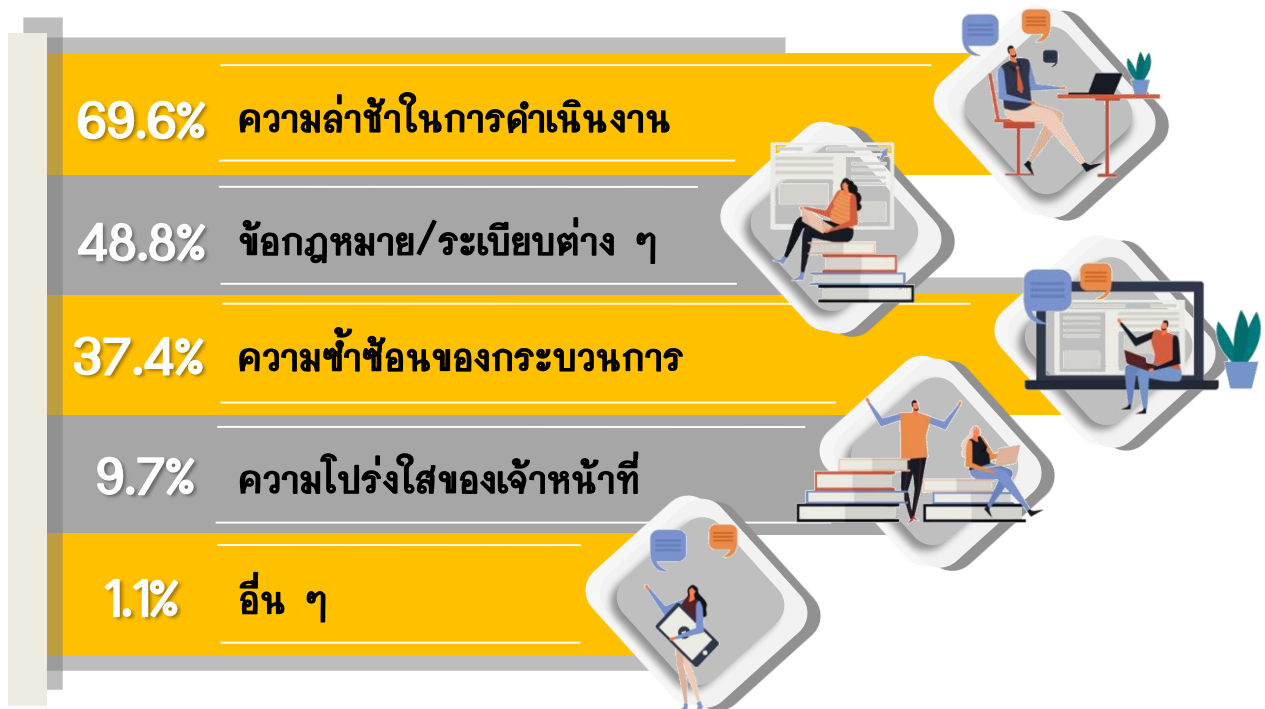 69.6% ความล่าช้าในการดำเนินงาน
48.8% ข้อกฎหมาย/ระเบียบต่าง ๆ
37.4% ความซ้ำซ้อนของกระบวนการ
9.7% ความโปร่งใสของเจ้าหน้าที่
1.1% อื่น ๆ